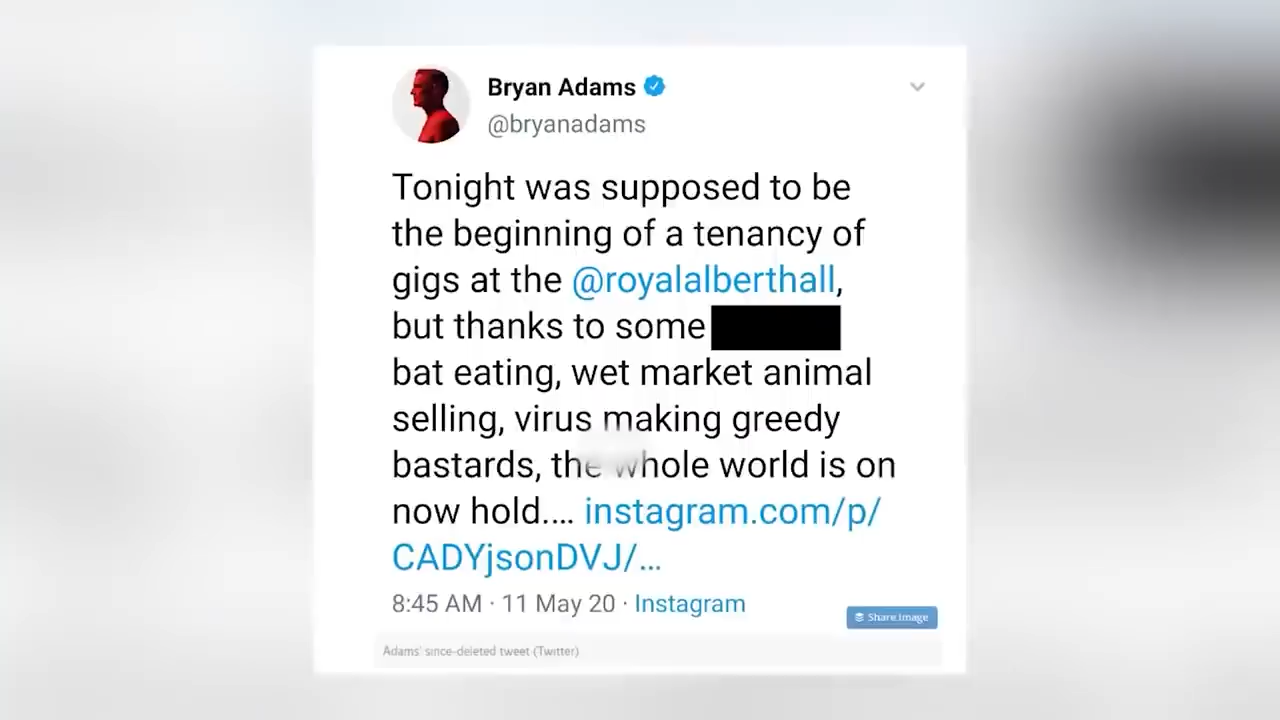 Bryan Adams
@bryanadams
Tonight was supposed to be
the beginning of a tenancy of
gigs at the @royalalberthall,
but thanks to some
bat eating, wet market animal
selling, virus making greedy
bastards, the whole world is on
now hold.... instagram.com/p/
CADYjsonDVJ/...
8:45 AM · 11 May 20 · Instagram
Share Image
Adams' since-deleted tweet (Twitter)